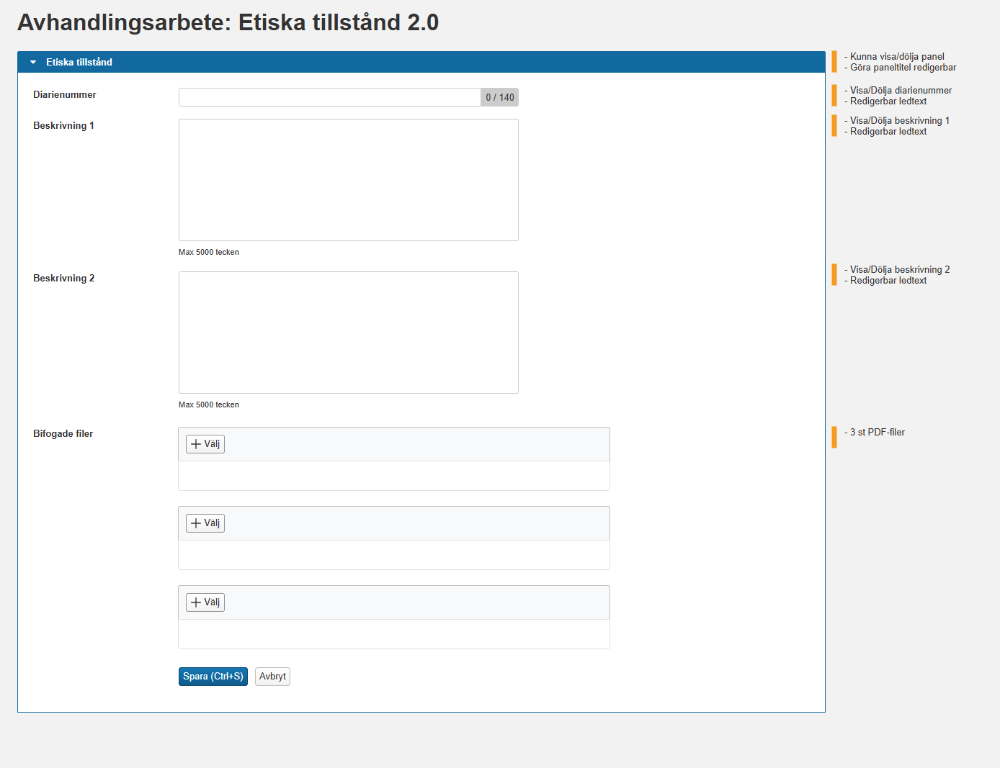 Avhandlingsarbete: Etiska tillstånd 2.0
Etiska tillstånd
- Kunna visa/dölja panel
- Göra paneltitel redigerbar
Diarienummer
0 / 140
- Visa/Dölja diarienummer
- Redigerbar ledtext
Beskrivning 1
- Visa/Dölja beskrivning 1
- Redigerbar ledtext
Max 5000 tecken
Beskrivning 2
- Visa/Dölja beskrivning 2
- Redigerbar ledtext
Max 5000 tecken
Bifogade filer
Välj
- 3 st PDF-filer
Välj
Välj
Spara (Ctrl+S)
Avbryt